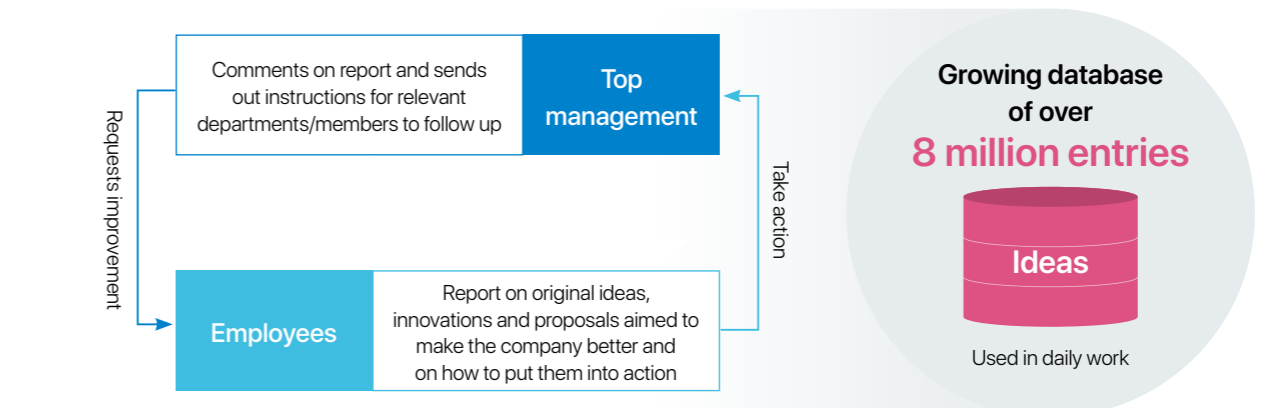 Comments on report and sends
out instructions for relevant
departments/members to follow up
Top
management
Requests improvement
Take action
Employees
Report on original ideas,
innovations and proposals aimed to
make the company better and
on how to put them into action
Growing database
of over
8 million entries
Ideas
Used in daily work